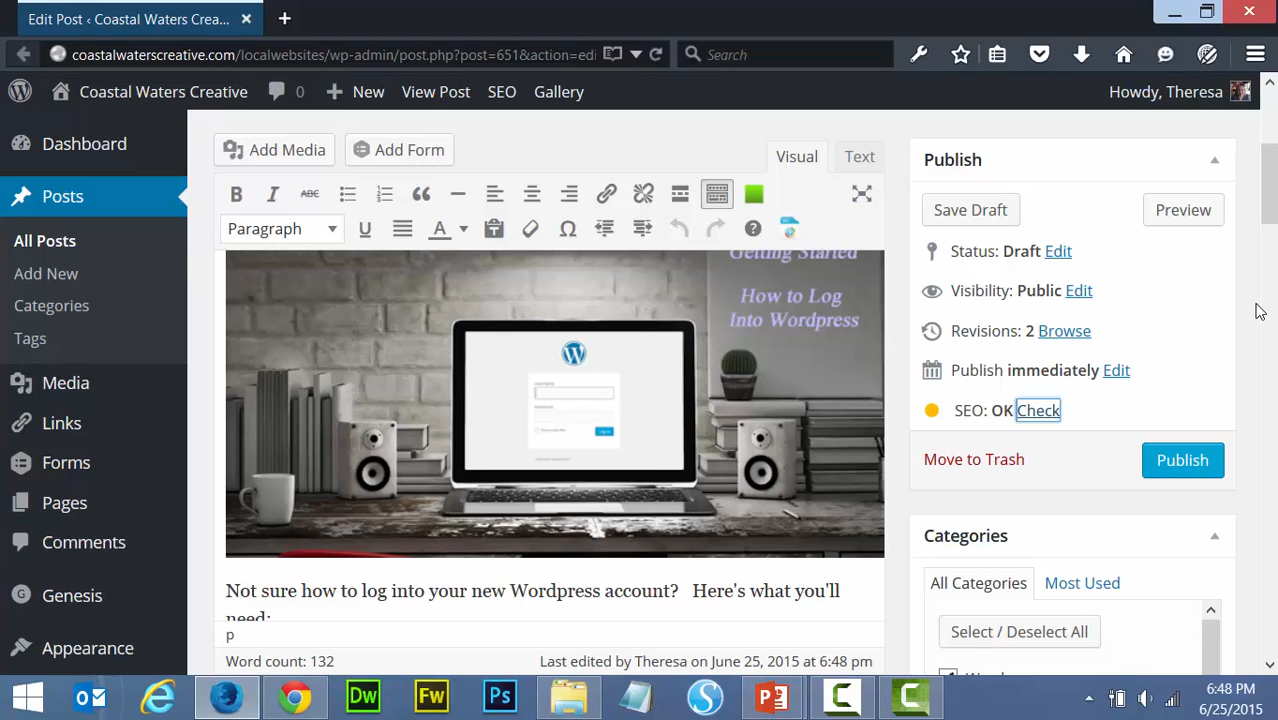 Edit Post ‹ Coastal Waters Crea...
coastalwaterscreative.com/localwebsites/wp-admin/post.php?post=651&action=edi
Search
Coastal Waters Creative 0 New View Post SEO Gallery Howdy, Theresa
Dashboard
Posts
All Posts
Add New
Categories
Tags
Media
Links
Forms
Pages
Comments
Genesis
Appearance
Add Media Add Form
Visual Text
B I ABC
Paragraph U A
Getting Started
How to Log
Into Wordpress
Not sure how to log into your new Wordpress account? Here's what you'll
need:
p
Word count: 132 Last edited by Theresa on June 25, 2015 at 6:48 pm
Publish
Save Draft Preview
Status: Draft Edit
Visibility: Public Edit
Revisions: 2 Browse
Publish immediately Edit
SEO: OK Check
Move to Trash Publish
Categories
All Categories Most Used
Select / Deselect All
Dw Fw Ps
6:48 PM
6/25/2015